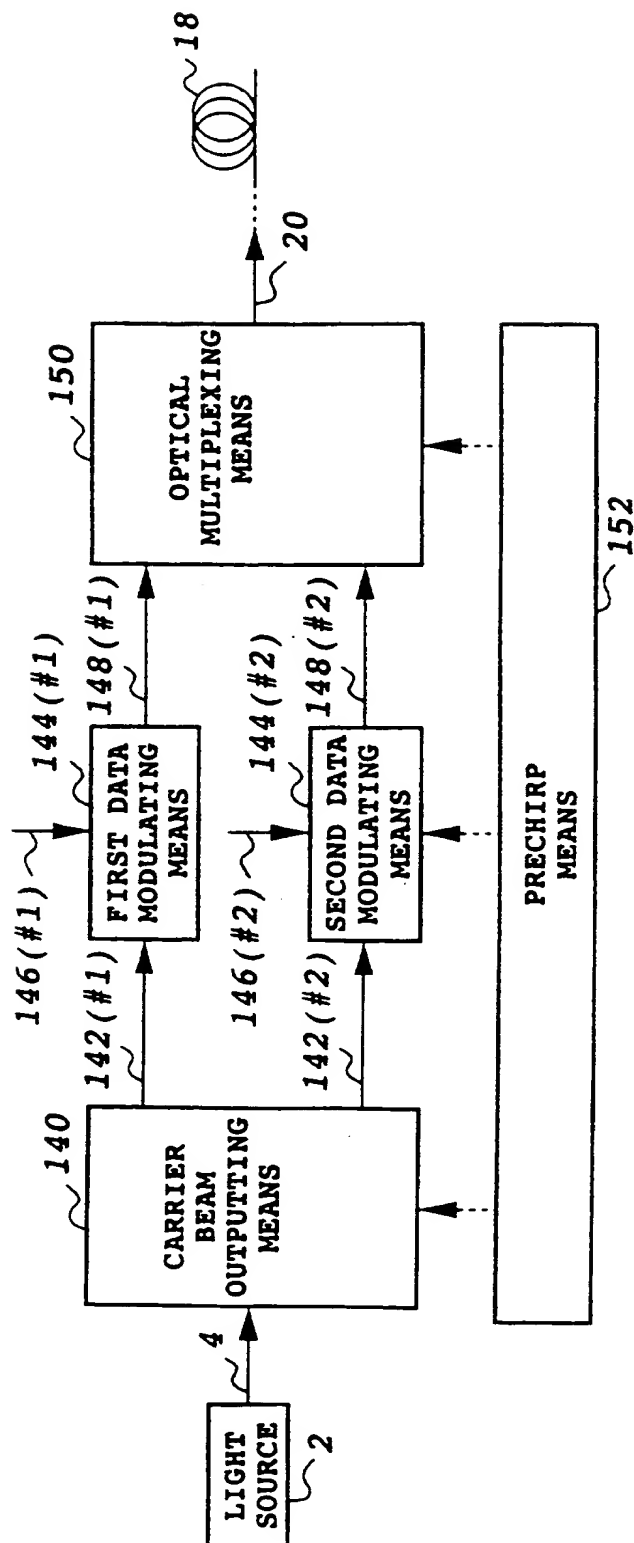 LIGHT
SOURCE
2
4
140
CARRIER
BEAM
OUTPUTTING
MEANS
142(#1)
146(#1)
144(#1)
FIRST DATA
MODULATING
MEANS
148(#1)
142(#2)
146(#2)
144(#2)
SECOND DATA
MODULATING
MEANS
148(#2)
150
OPTICAL
MULTIPLEXING
MEANS
20
18
PRECHIRP
MEANS
152